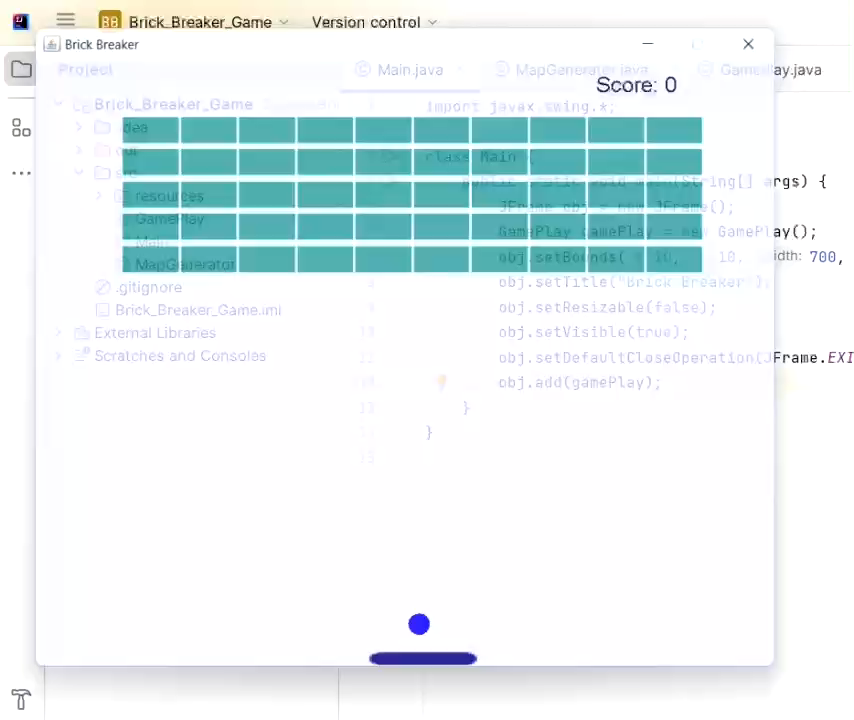 BB Brick_Breaker_Game Version control
Brick Breaker
Project
Main.java MapGenerator.java GamePlay.java
Score: 0
Brick_Breaker_Game
import javax.swing.*;
.idea
out
class Main {
src
public static void main(String[] args) {
resources
JFrame obj = new JFrame();
GamePlay
GamePlay gamePlay = new GamePlay();
Main
obj.setBounds( 10, 10, width: 700,
MapGenerator
obj.setTitle("Brick Breaker");
.gitignore
obj.setResizable(false);
Brick_Breaker_Game.iml
obj.setVisible(true);
External Libraries
obj.setDefaultCloseOperation(JFrame.EXI
Scratches and Consoles
obj.add(gamePlay);
}
}